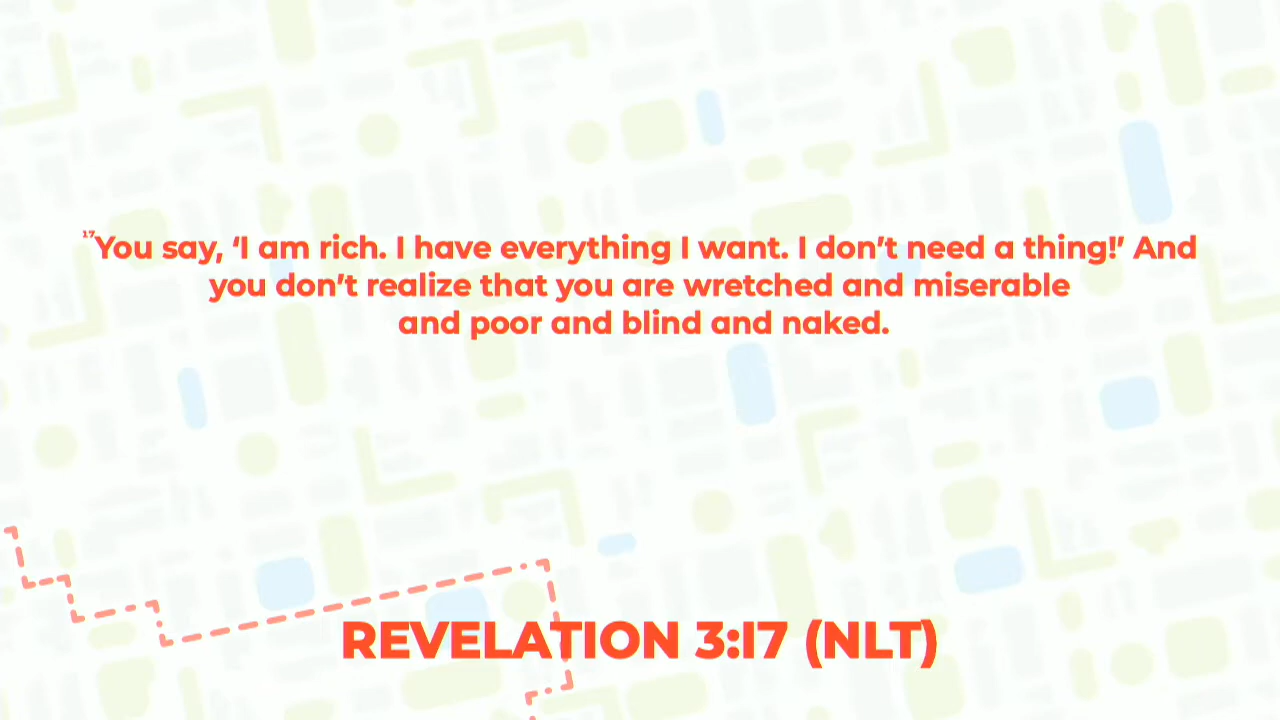 ¹⁷You say, ‘I am rich. I have everything I want. I don’t need a thing!’ And
you don’t realize that you are wretched and miserable
and poor and blind and naked.
REVELATION 3:17 (NLT)